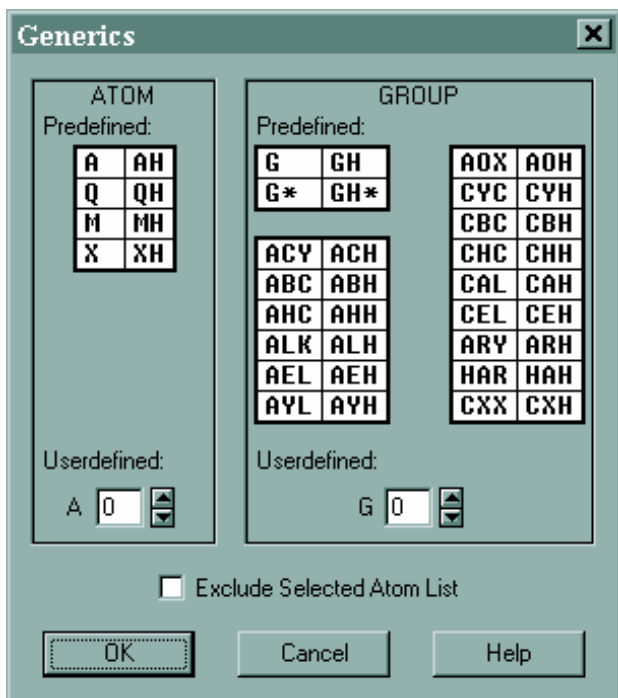 Generics
ATOM
Predefined:
A AH
Q QH
M MH
X XH
Userdefined:
A 0
GROUP
Predefined:
G GH
G* GH*
ACY ACH
ABC ABH
AHC AHH
ALK ALH
AEL AEH
AYL AYH
AOX AOH
CYC CYH
CBC CBH
CHC CHH
CAL CAH
CEL CEH
ARY ARH
HAR HAH
CXX CXH
Userdefined:
G 0
Exclude Selected Atom List
OK Cancel Help